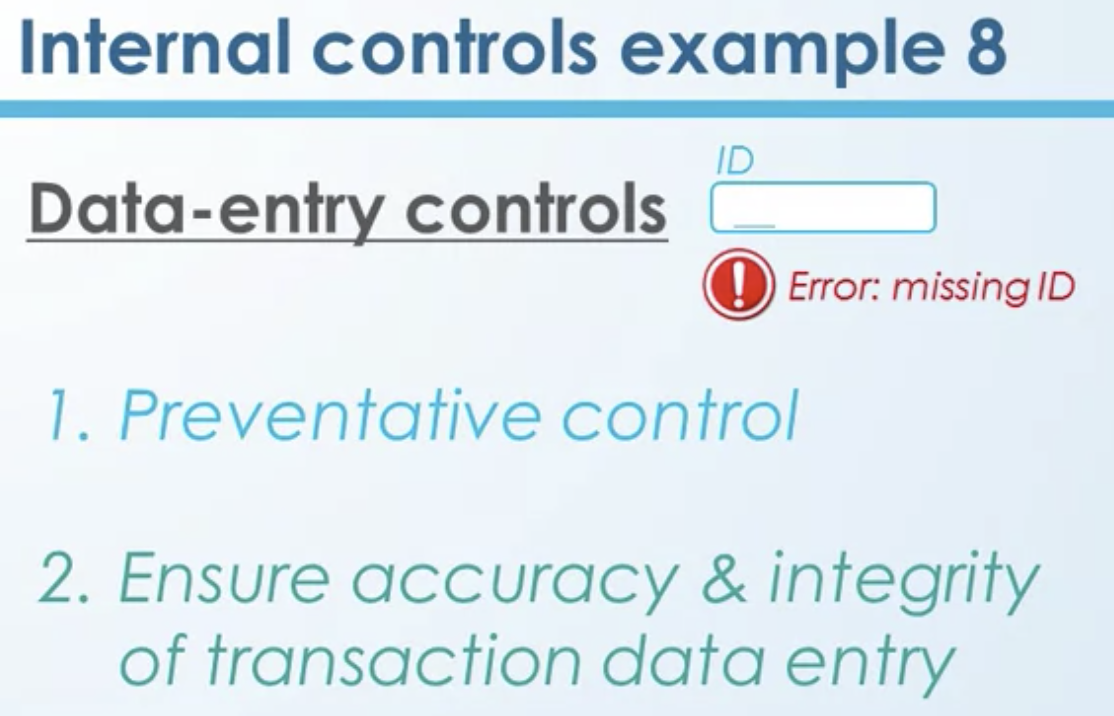 Internal controls example 8
ID
Data-entry controls
Error: missing ID
1. Preventative control
2. Ensure accuracy & integrity
of transaction data entry